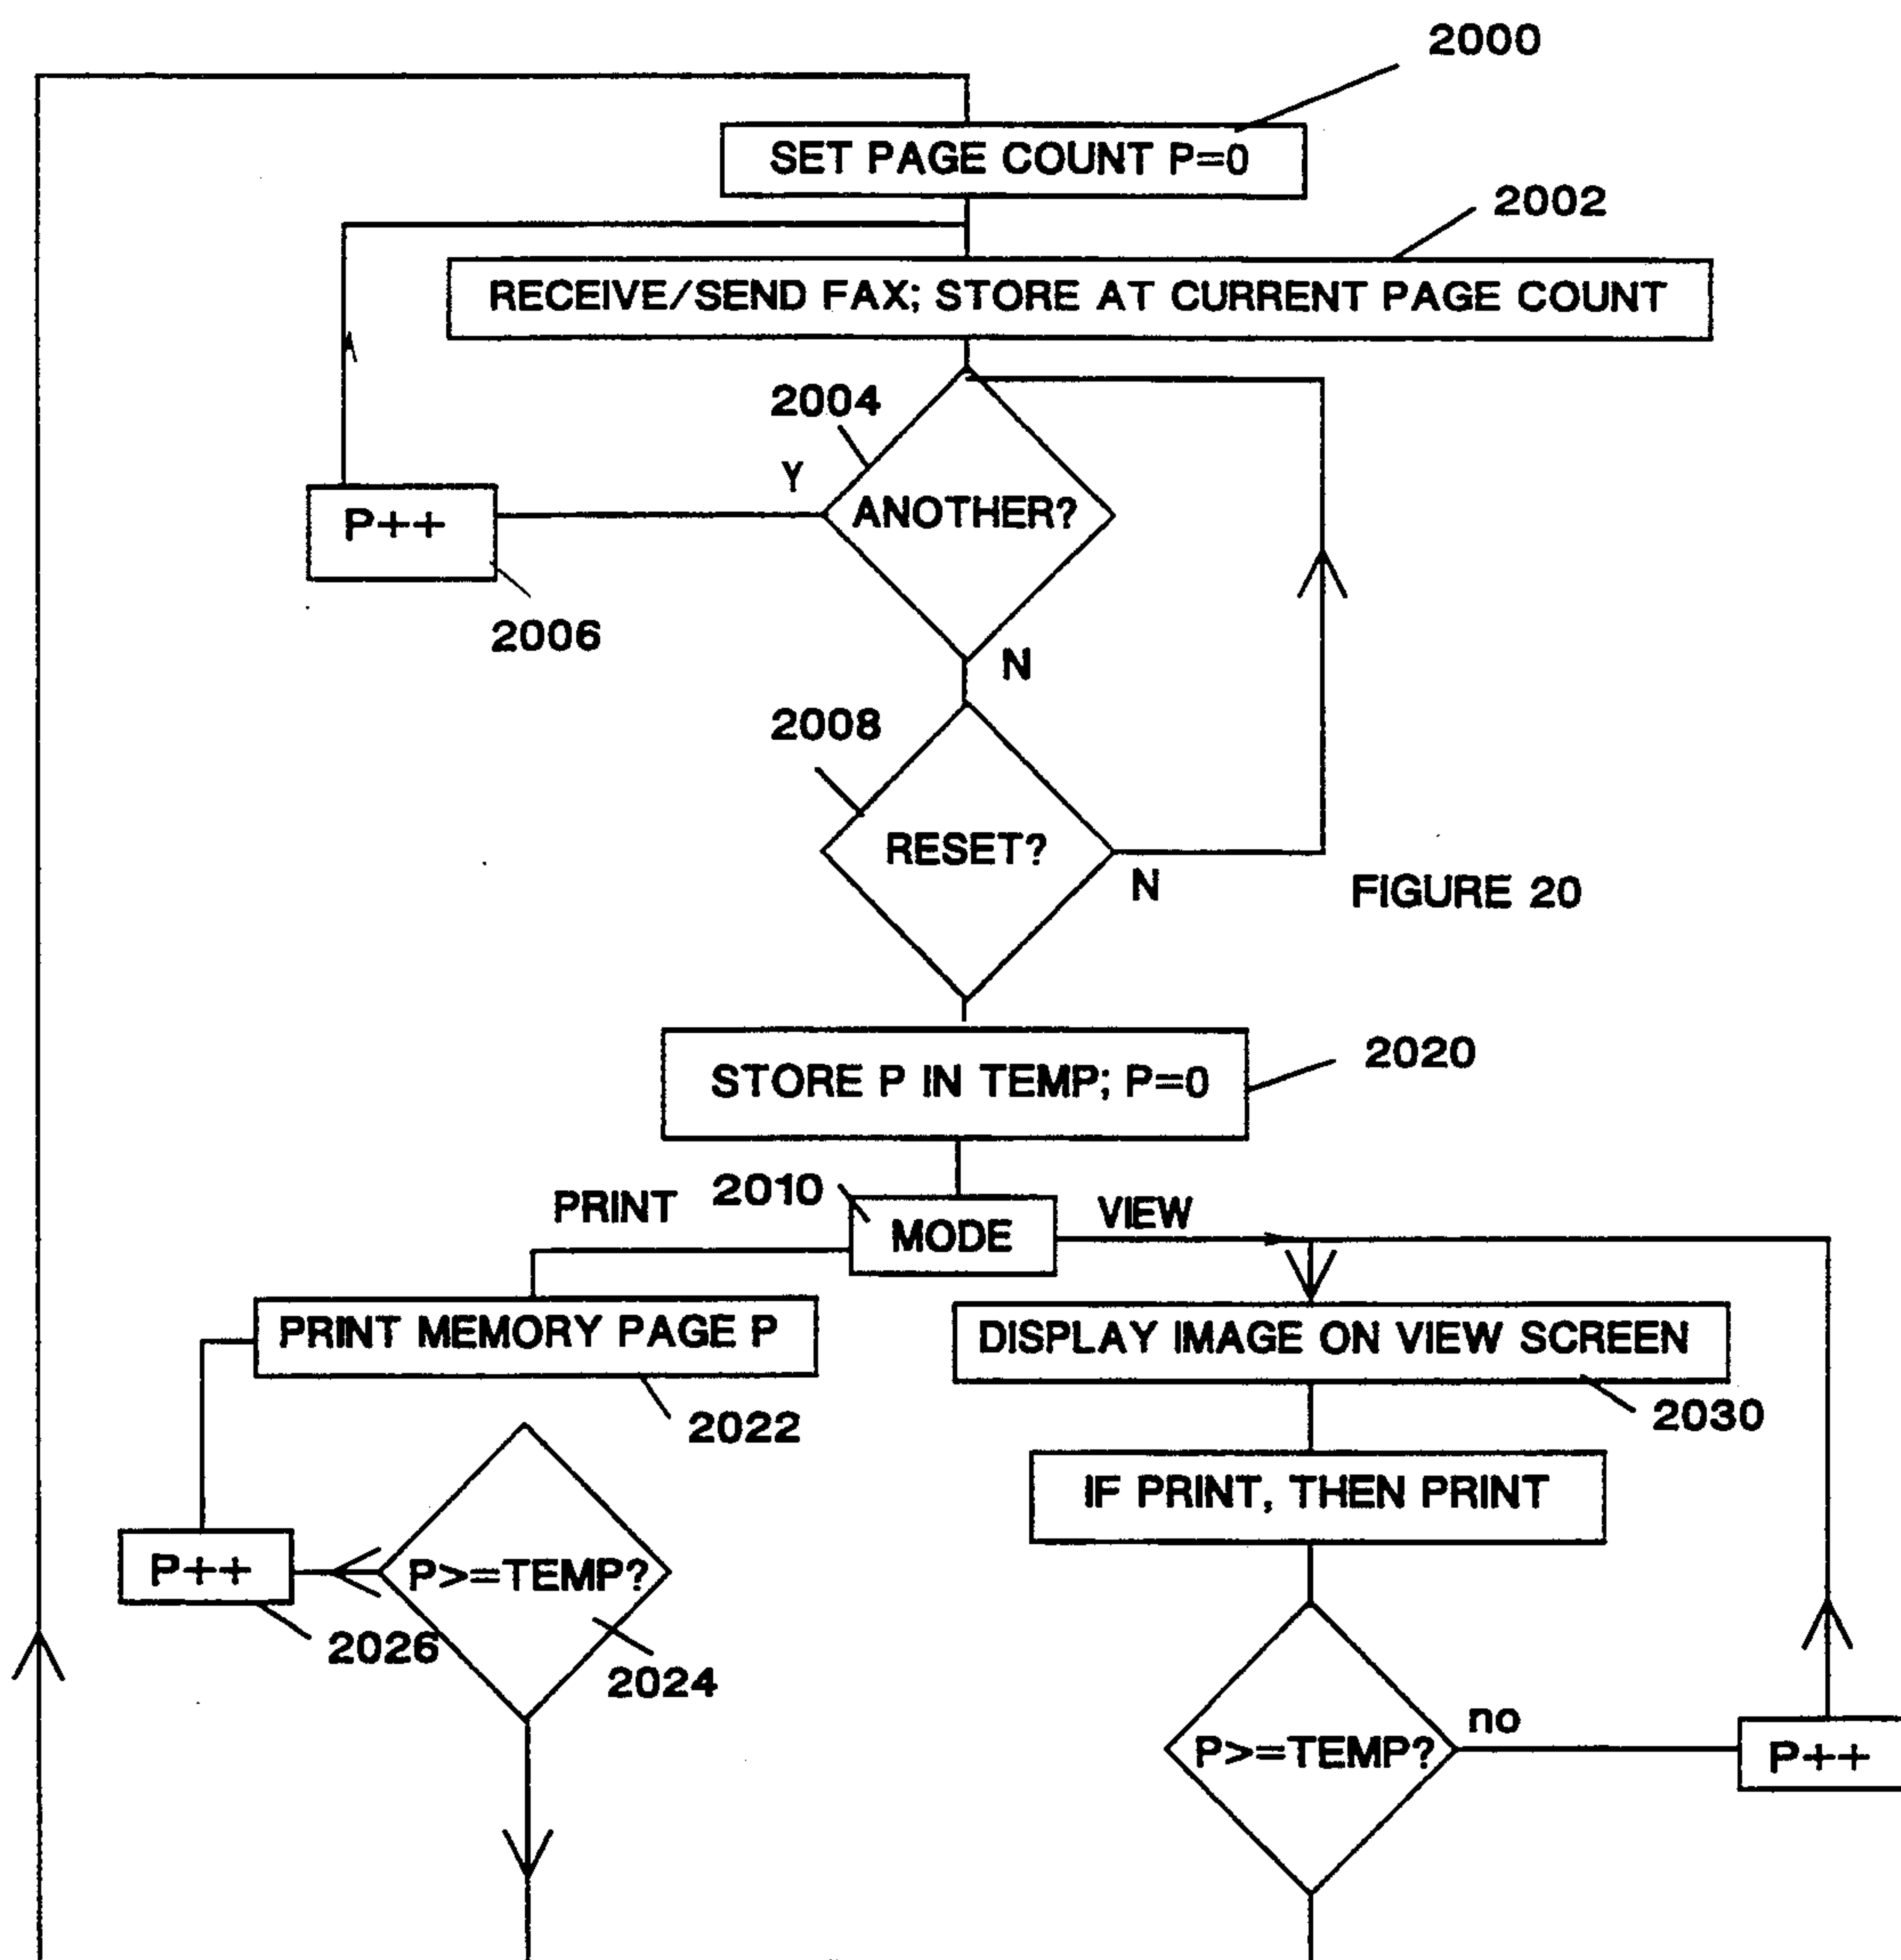 2000
SET PAGE COUNT P=0
2002
RECEIVE/SEND FAX; STORE AT CURRENT PAGE COUNT
2004
Y
ANOTHER?
P++
2006
N
2008
RESET?
N
FIGURE 20
STORE P IN TEMP; P=0
2020
PRINT
2010
MODE
VIEW
PRINT MEMORY PAGE P
DISPLAY IMAGE ON VIEW SCREEN
2022
2030
IF PRINT, THEN PRINT
P++
P>=TEMP?
2026
2024
P>=TEMP?
no
P++